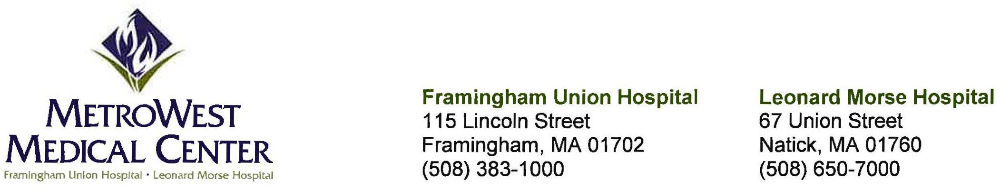 METROWEST
MEDICAL CENTER
Framingham Union Hospital • Leonard Morse Hospital
Framingham Union Hospital
115 Lincoln Street
Framingham, MA 01702
(508) 383-1000
Leonard Morse Hospital
67 Union Street
Natick, MA 01760
(508) 650-7000